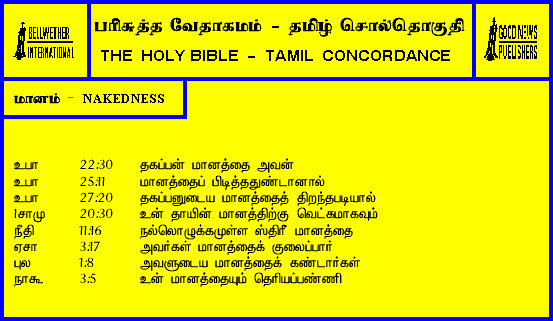 BELLWETHER
INTERNATIONAL
பரிசுத்த வேதாகமம் - தமிழ் சொல்தொகுதி
THE HOLY BIBLE - TAMIL CONCORDANCE
GOOD NEWS
PUBLISHERS
மானம் - NAKEDNESS
உபா 22:30 தகப்பன் மானத்தை அவன்
உபா 25:11 மானத்தைப் பிடித்ததுண்டானால்
உபா 27:20 தகப்பனுடைய மானத்தைத் திறந்தபடியால்
1சாமு 20:30 உன் தாயின் மானத்திற்கு வெட்கமாகவும்
நீதி 11:16 நல்லொழுக்கமுள்ள ஸ்திரீ மானத்தை
ஏசா 3:17 அவர்கள் மானத்தைக் குலைப்பார்
புல 1:8 அவளுடைய மானத்தைக் கண்டார்கள்
நாகூ 3:5 உன் மானத்தையும் தெரியப்பண்ணி